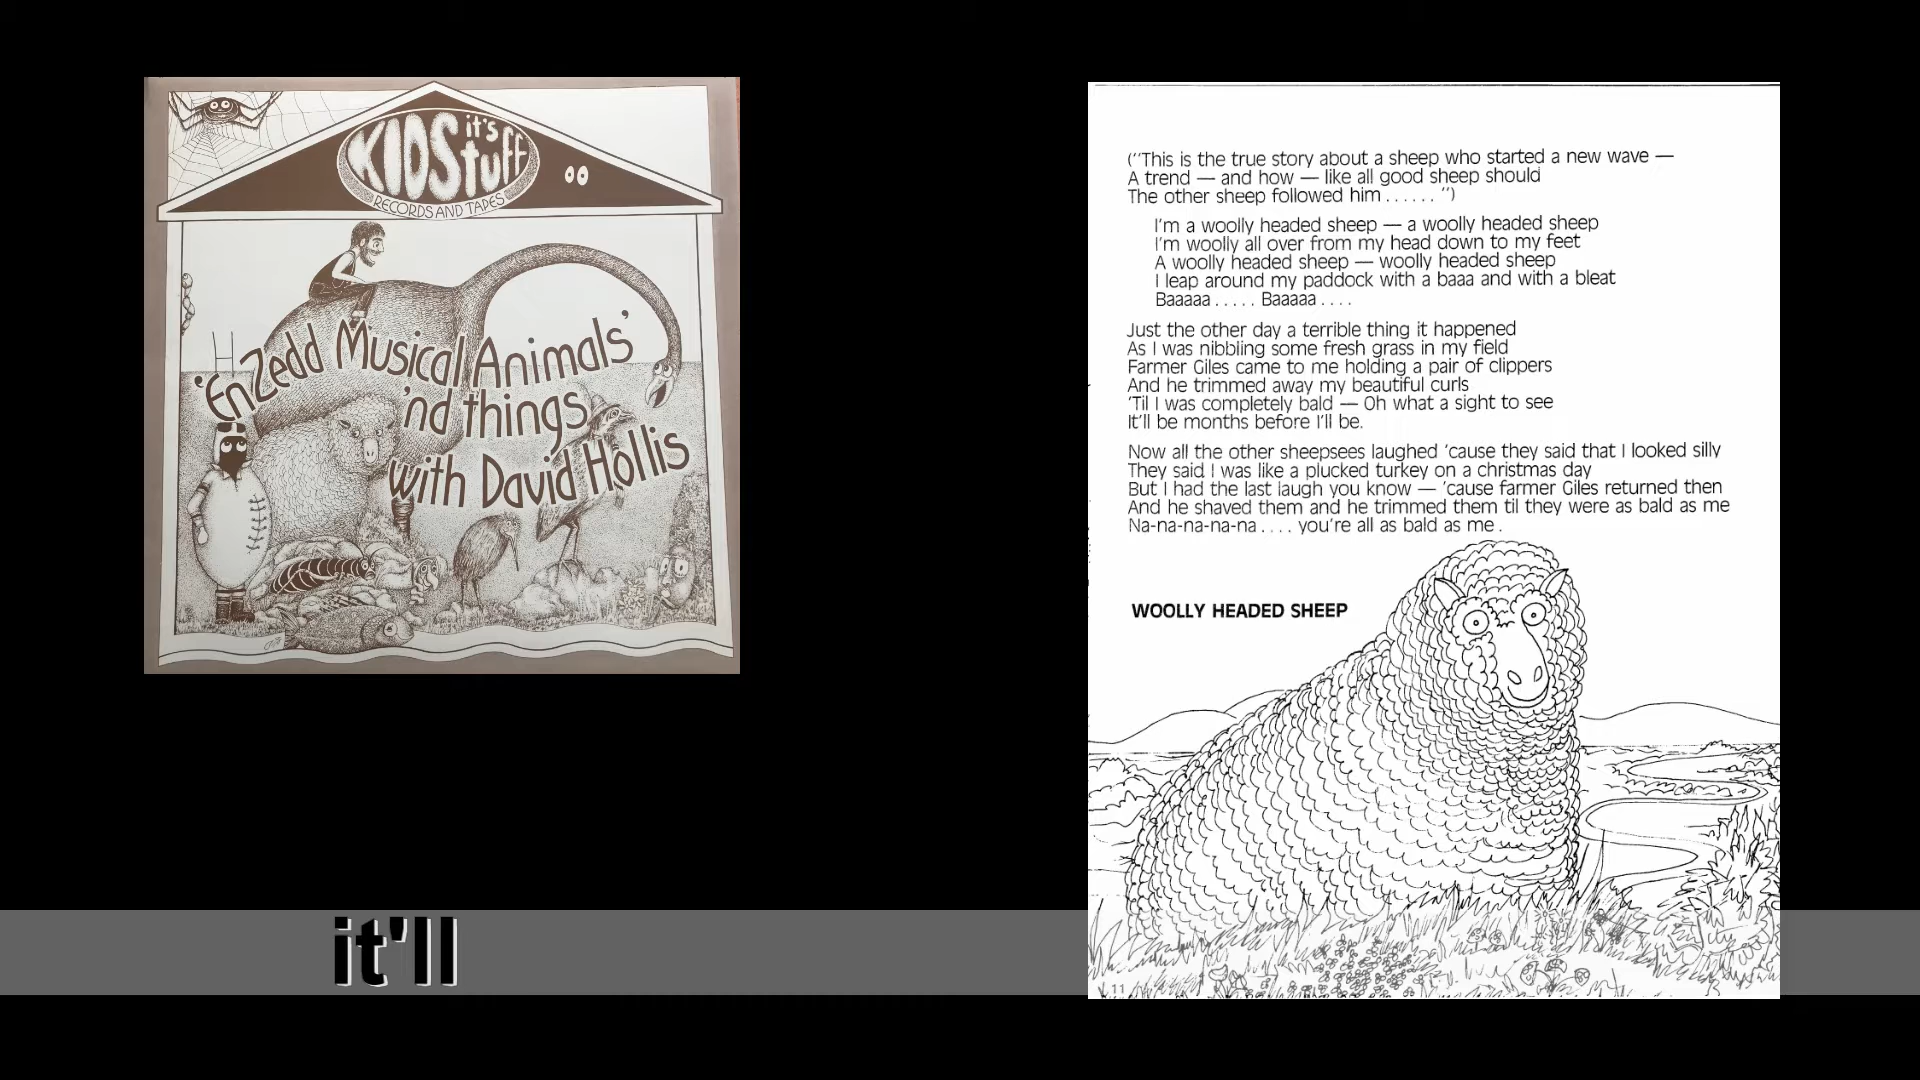 KIDS it's stuff
RECORDS AND TAPES
'EnZedd Musical Animals'
'nd things
with David Hollis
("This is the true story about a sheep who started a new wave —
A trend — and how — like all good sheep should
The other sheep followed him . . . . . . ")
I'm a woolly headed sheep — a woolly headed sheep
I'm woolly all over from my head down to my feet
A woolly headed sheep — woolly headed sheep
I leap around my paddock with a baaa and with a bleat
Baaaaa . . . . . Baaaaa . . . .
Just the other day a terrible thing it happened
As I was nibbling some fresh grass in my field
Farmer Giles came to me holding a pair of clippers
And he trimmed away my beautiful curls
'Til I was completely bald — Oh what a sight to see
It'll be months before I'll be.
Now all the other sheepsees laughed 'cause they said that I looked silly
They said I was like a plucked turkey on a christmas day
But I had the last laugh you know — 'cause farmer Giles returned then
And he shaved them and he trimmed them til they were as bald as me
Na-na-na-na-na . . . . you're all as bald as me .
WOOLLY HEADED SHEEP
11
it'll